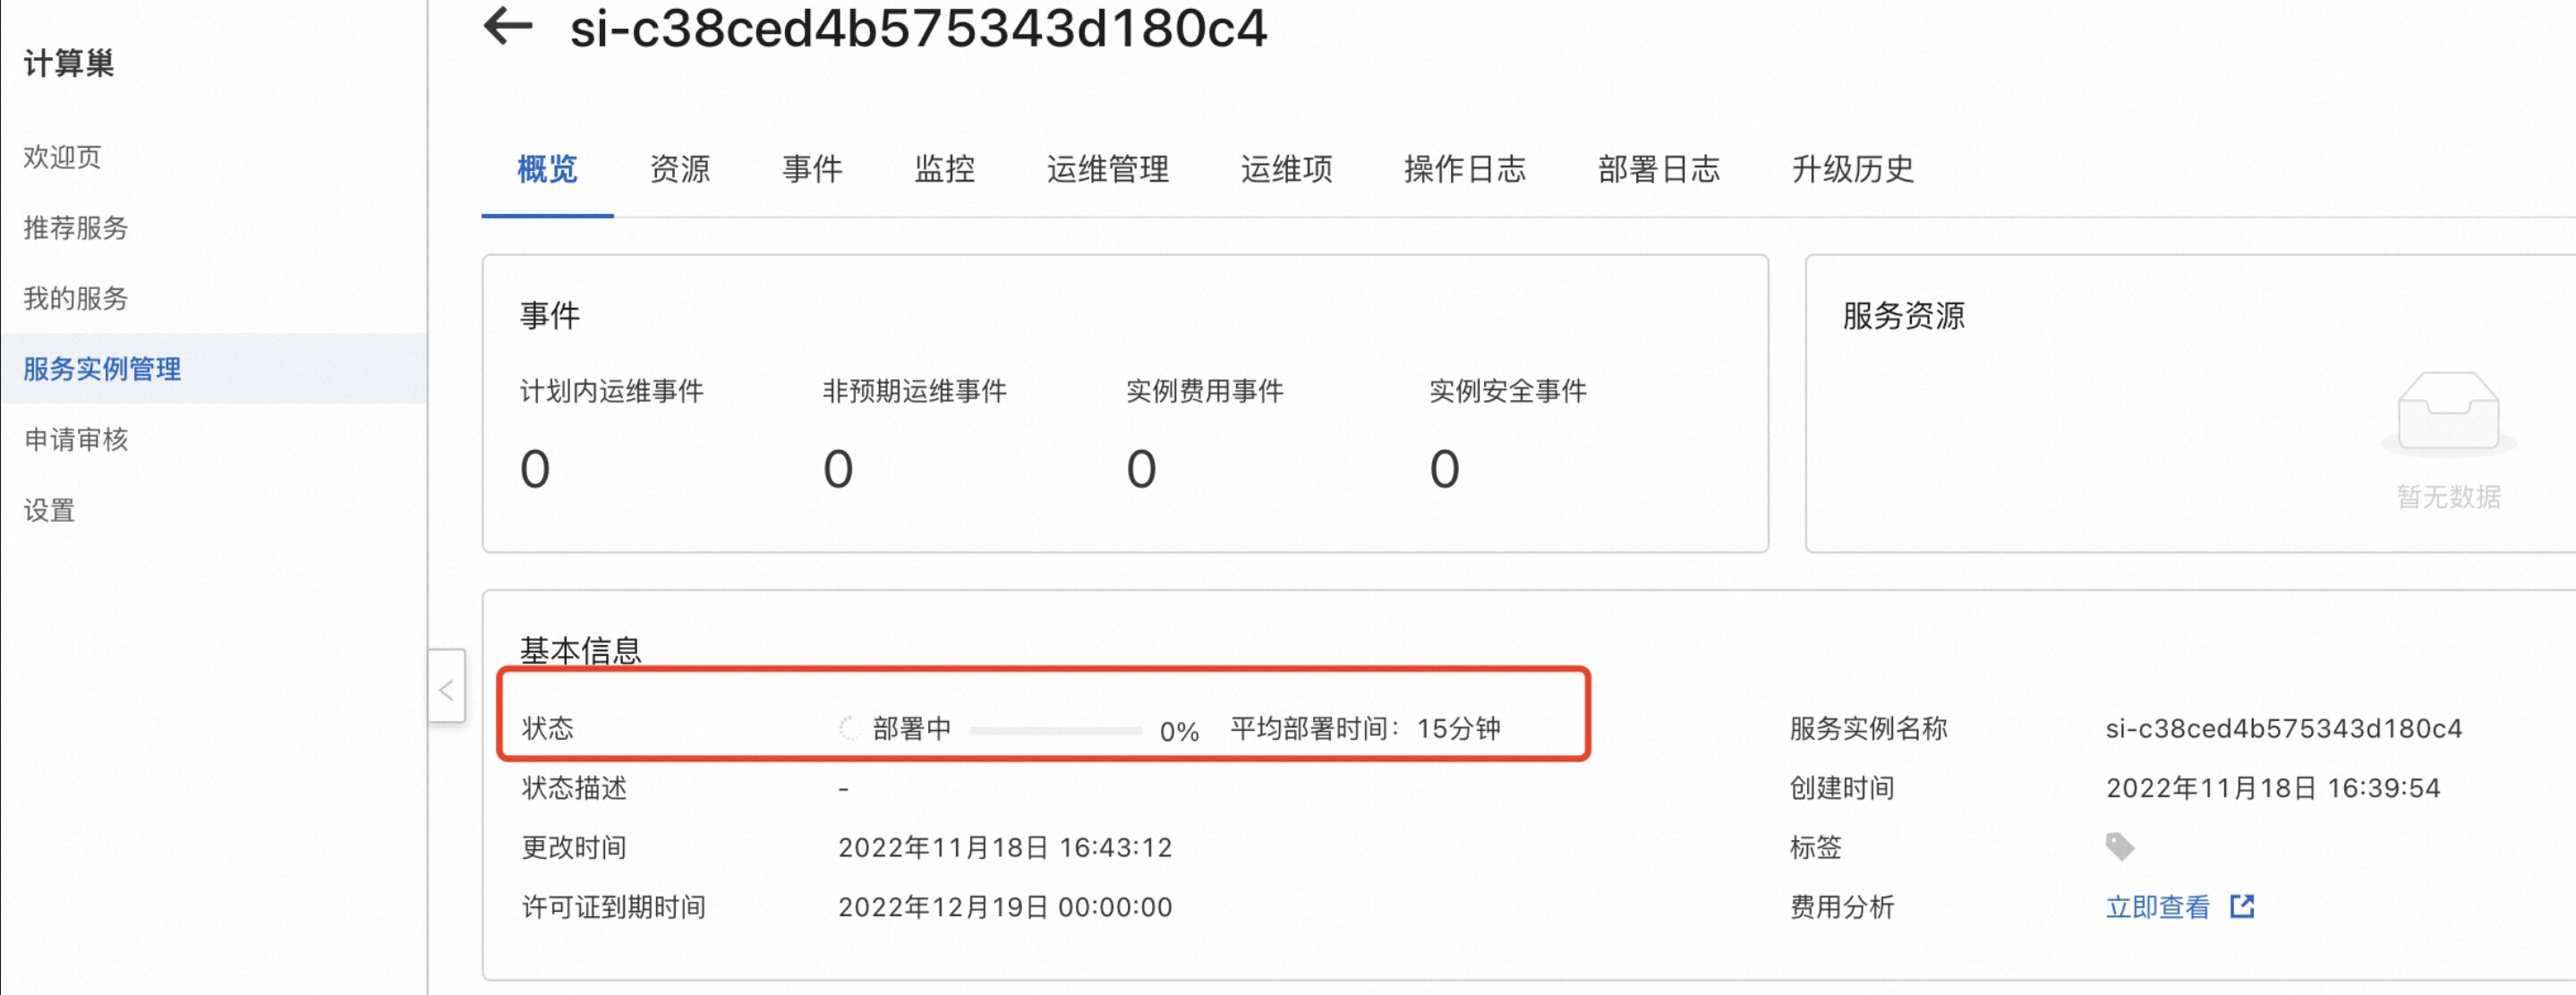 计算巢
欢迎页
推荐服务
我的服务
服务实例管理
申请审核
设置
si-c38ced4b575343d180c4
概览 资源 事件 监控 运维管理 运维项 操作日志 部署日志 升级历史
事件
计划内运维事件 非预期运维事件 实例费用事件 实例安全事件
0 0 0 0
服务资源
暂无数据
基本信息
状态 部署中 0% 平均部署时间：15分钟
服务实例名称 si-c38ced4b575343d180c4
状态描述 -
创建时间 2022年11月18日 16:39:54
更改时间 2022年11月18日 16:43:12
标签
许可证到期时间 2022年12月19日 00:00:00
费用分析 立即查看